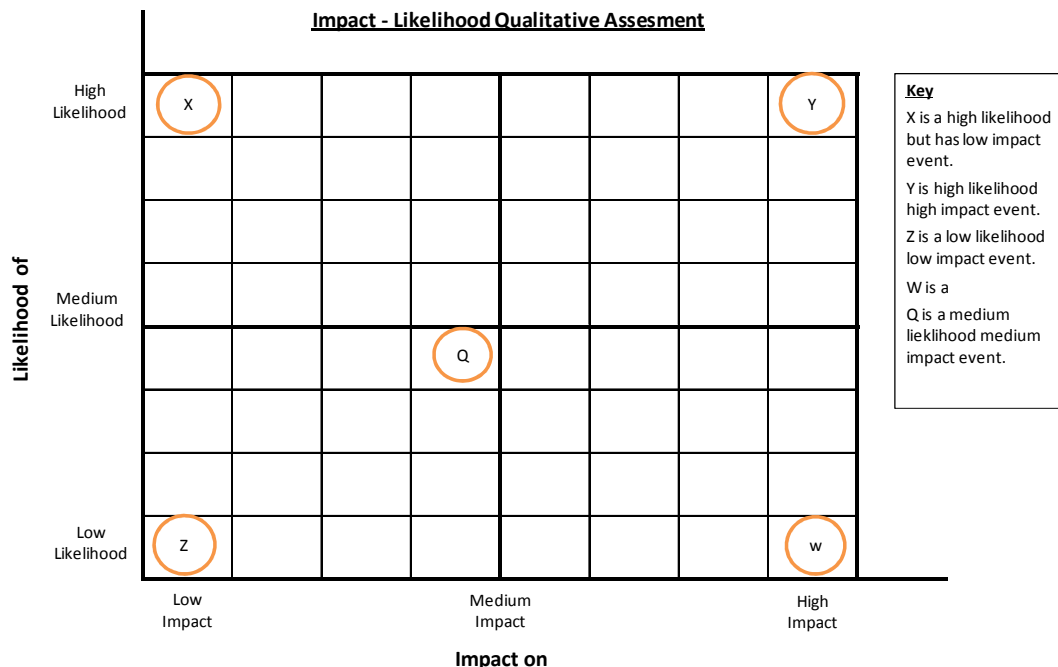 Impact - Likelihood Qualitative Assesment
High
Likelihood
X
Y
Key
X is a high likelihood
but has low impact
event.
Y is high likelihood
high impact event.
Z is a low likelihood
low impact event.
W is a
Q is a medium
lieklihood medium
impact event.
Likelihood of
Medium
Likelihood
Q
Low
Likelihood
Z
w
Low
Impact
Medium
Impact
High
Impact
Impact on